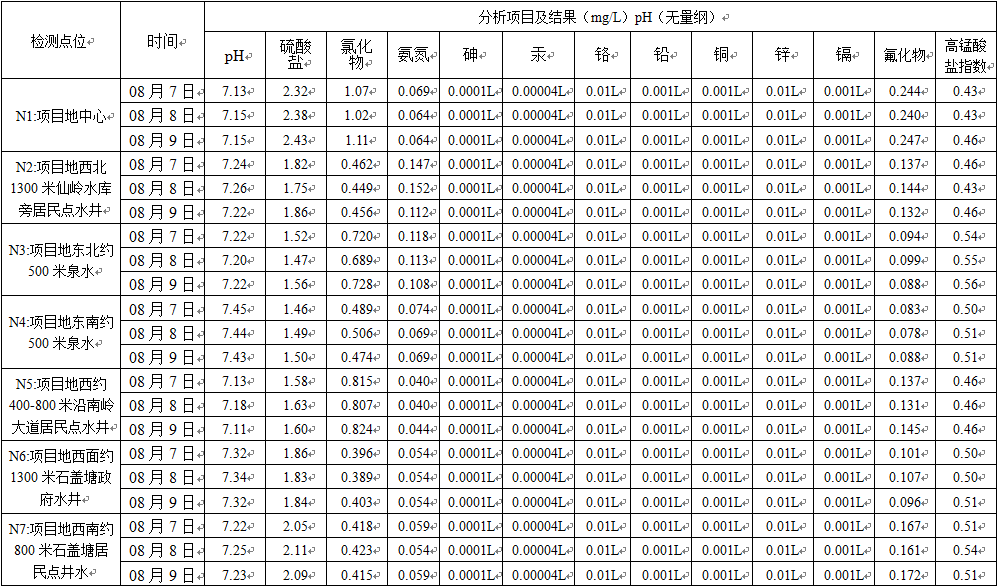 检测点位 时间 分析项目及结果（mg/L）pH（无量纲）
pH 硫酸盐 氯化物 氨氮 砷 汞 铬 铅 铜 锌 镉 氟化物 高锰酸盐指数
N1:项目地中心 08月7日 7.13 2.32 1.07 0.069 0.0001L 0.00004L 0.01L 0.001L 0.001L 0.01L 0.001L 0.244 0.43
08月8日 7.15 2.38 1.02 0.064 0.0001L 0.00004L 0.01L 0.001L 0.001L 0.01L 0.001L 0.240 0.43
08月9日 7.15 2.43 1.11 0.064 0.0001L 0.00004L 0.01L 0.001L 0.001L 0.01L 0.001L 0.247 0.46
N2:项目地西北1300米仙岭水库旁居民点水井 08月7日 7.24 1.82 0.462 0.147 0.0001L 0.00004L 0.01L 0.001L 0.001L 0.01L 0.001L 0.137 0.46
08月8日 7.26 1.75 0.449 0.152 0.0001L 0.00004L 0.01L 0.001L 0.001L 0.01L 0.001L 0.144 0.43
08月9日 7.22 1.86 0.456 0.112 0.0001L 0.00004L 0.01L 0.001L 0.001L 0.01L 0.001L 0.132 0.46
N3:项目地东北约500米泉水 08月7日 7.22 1.52 0.720 0.118 0.0001L 0.00004L 0.01L 0.001L 0.001L 0.01L 0.001L 0.094 0.54
08月8日 7.20 1.47 0.689 0.113 0.0001L 0.00004L 0.01L 0.001L 0.001L 0.01L 0.001L 0.099 0.55
08月9日 7.22 1.56 0.728 0.108 0.0001L 0.00004L 0.01L 0.001L 0.001L 0.01L 0.001L 0.088 0.56
N4:项目地东南约500米泉水 08月7日 7.45 1.46 0.489 0.074 0.0001L 0.00004L 0.01L 0.001L 0.001L 0.01L 0.001L 0.083 0.50
08月8日 7.44 1.49 0.506 0.069 0.0001L 0.00004L 0.01L 0.001L 0.001L 0.01L 0.001L 0.078 0.51
08月9日 7.43 1.50 0.474 0.069 0.0001L 0.00004L 0.01L 0.001L 0.001L 0.01L 0.001L 0.088 0.51
N5:项目地西约400-800米沿南岭大道居民点水井 08月7日 7.13 1.58 0.815 0.040 0.0001L 0.00004L 0.01L 0.001L 0.001L 0.01L 0.001L 0.137 0.46
08月8日 7.18 1.63 0.807 0.040 0.0001L 0.00004L 0.01L 0.001L 0.001L 0.01L 0.001L 0.131 0.46
08月9日 7.11 1.60 0.824 0.044 0.0001L 0.00004L 0.01L 0.001L 0.001L 0.01L 0.001L 0.145 0.46
N6:项目地西面约1300米石盖塘政府水井 08月7日 7.32 1.86 0.396 0.054 0.0001L 0.00004L 0.01L 0.001L 0.001L 0.01L 0.001L 0.101 0.50
08月8日 7.34 1.83 0.389 0.054 0.0001L 0.00004L 0.01L 0.001L 0.001L 0.01L 0.001L 0.107 0.50
08月9日 7.32 1.84 0.403 0.054 0.0001L 0.00004L 0.01L 0.001L 0.001L 0.01L 0.001L 0.096 0.51
N7:项目地西南约800米石盖塘居民点井水 08月7日 7.22 2.05 0.418 0.059 0.0001L 0.00004L 0.01L 0.001L 0.001L 0.01L 0.001L 0.167 0.51
08月8日 7.25 2.11 0.423 0.054 0.0001L 0.00004L 0.01L 0.001L 0.001L 0.01L 0.001L 0.161 0.54
08月9日 7.23 2.09 0.415 0.059 0.0001L 0.00004L 0.01L 0.001L 0.001L 0.01L 0.001L 0.172 0.51